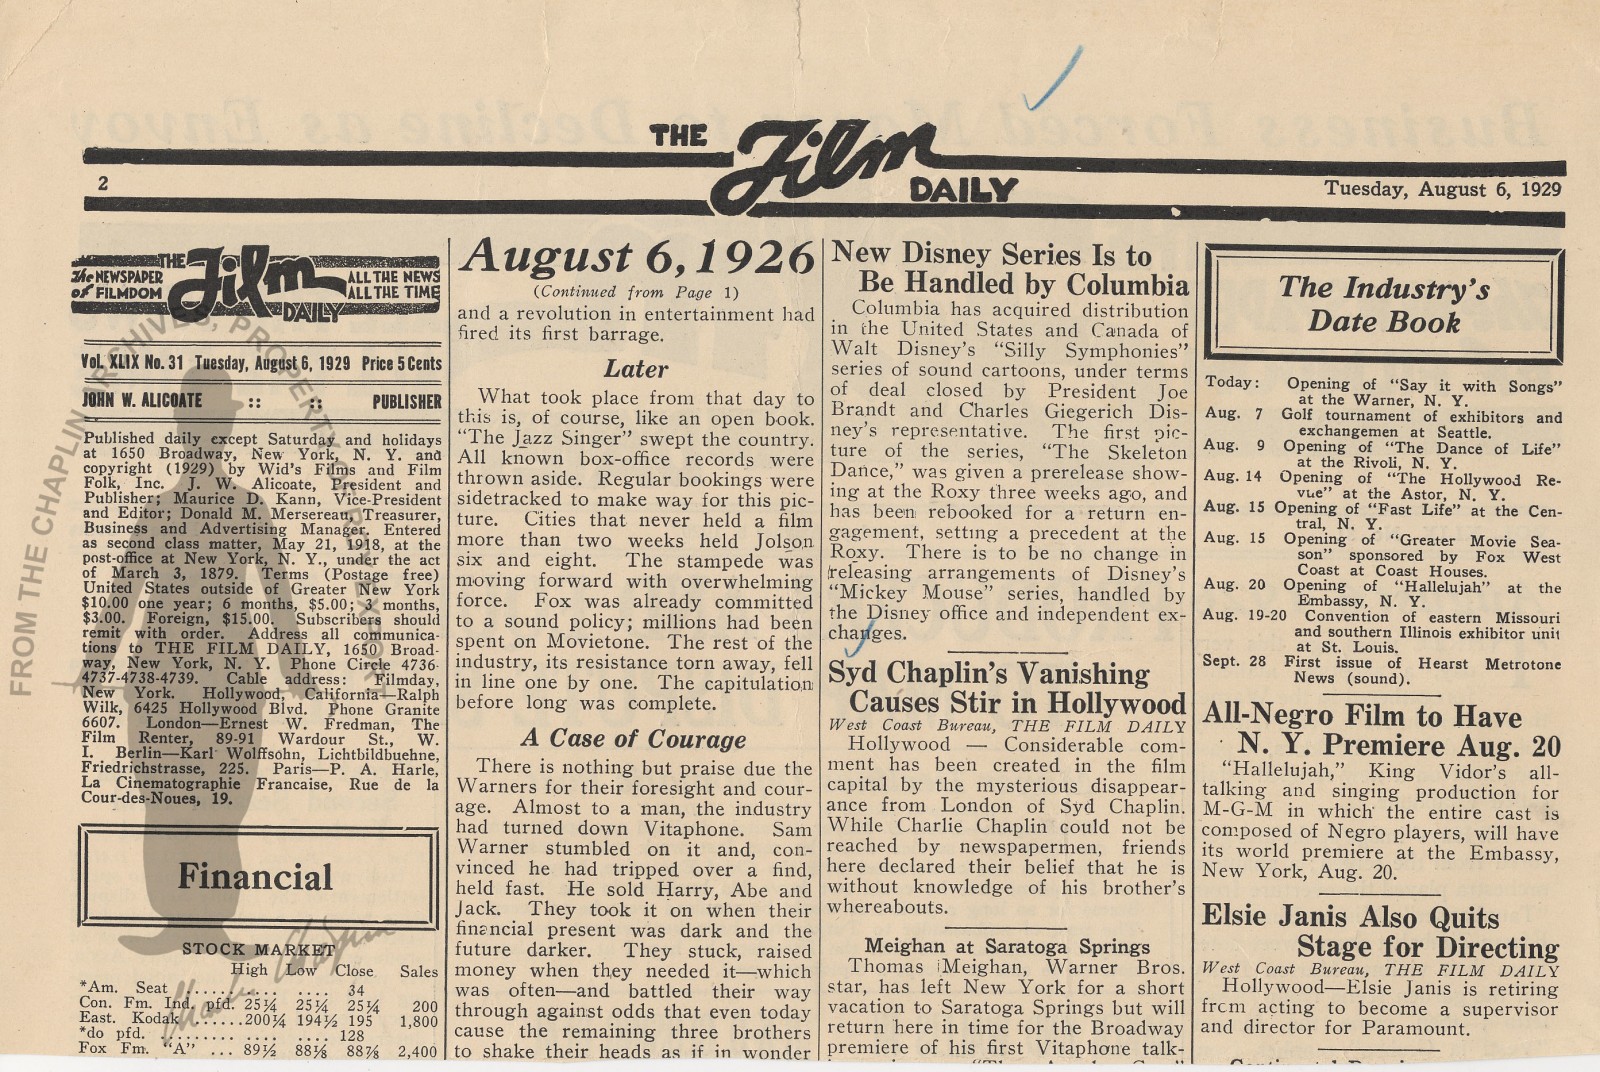 THE Film DAILY
2
Tuesday, August 6, 1929
THE Film DAILY
The NEWSPAPER of FILMDOM
ALL THE NEWS ALL THE TIME
Vol. XLIX No. 31 Tuesday, August 6, 1929 Price 5 Cents
JOHN W. ALICOATE :: :: PUBLISHER
Published daily except Saturday and holidays
at 1650 Broadway, New York, N. Y. and
copyright (1929) by Wid's Films and Film
Folk, Inc. J. W. Alicoate, President and
Publisher; Maurice D. Kann, Vice-President
and Editor; Donald M. Mersereau, Treasurer,
Business and Advertising Manager. Entered
as second class matter, May 21, 1918, at the
post-office at New York, N. Y., under the act
of March 3, 1879. Terms (Postage free)
United States outside of Greater New York
$10.00 one year; 6 months, $5.00; 3 months,
$3.00. Foreign, $15.00. Subscribers should
remit with order. Address all communica-
tions to THE FILM DAILY, 1650 Broad-
way, New York, N. Y. Phone Circle 4736-
4737-4738-4739. Cable address: Filmday,
New York. Hollywood, California—Ralph
Wilk, 6425 Hollywood Blvd. Phone Granite
6607. London—Ernest W. Fredman, The
Film Renter, 89-91 Wardour St., W.
I. Berlin—Karl Wolffsohn, Lichtbildbuehne,
Friedrichstrasse, 225. Paris—P. A. Harle,
La Cinematographie Francaise, Rue de la
Cour-des-Noues, 19.
Financial
STOCK MARKET
High Low Close Sales
*Am. Seat ........ .... .... 34
Con. Fm. Ind. pfd. 25¼ 25¼ 25¼ 200
East. Kodak ......200¼ 194½ 195 1,800
*do pfd. .......... .... .... 128
Fox Fm. "A" ... 89½ 88⅛ 88⅞ 2,400
August 6, 1926
(Continued from Page 1)
and a revolution in entertainment had
fired its first barrage.
Later
What took place from that day to
this is, of course, like an open book.
"The Jazz Singer" swept the country.
All known box-office records were
thrown aside. Regular bookings were
sidetracked to make way for this pic-
ture. Cities that never held a film
more than two weeks held Jolson
six and eight. The stampede was
moving forward with overwhelming
force. Fox was already committed
to a sound policy; millions had been
spent on Movietone. The rest of the
industry, its resistance torn away, fell
in line one by one. The capitulation
before long was complete.
A Case of Courage
There is nothing but praise due the
Warners for their foresight and cour-
age. Almost to a man, the industry
had turned down Vitaphone. Sam
Warner stumbled on it and, con-
vinced he had tripped over a find,
held fast. He sold Harry, Abe and
Jack. They took it on when their
financial present was dark and the
future darker. They stuck, raised
money when they needed it—which
was often—and battled their way
through against odds that even today
cause the remaining three brothers
to shake their heads as if in wonder
New Disney Series Is to
Be Handled by Columbia
Columbia has acquired distribution
in the United States and Canada of
Walt Disney's "Silly Symphonies"
series of sound cartoons, under terms
of deal closed by President Joe
Brandt and Charles Giegerich Dis-
ney's representative. The first pic-
ture of the series, "The Skeleton
Dance," was given a prerelease show-
ing at the Roxy three weeks ago, and
has been rebooked for a return en-
gagement, setting a precedent at the
Roxy. There is to be no change in
releasing arrangements of Disney's
"Mickey Mouse" series, handled by
the Disney office and independent ex-
changes.
Syd Chaplin's Vanishing
Causes Stir in Hollywood
West Coast Bureau, THE FILM DAILY
Hollywood — Considerable com-
ment has been created in the film
capital by the mysterious disappear-
ance from London of Syd Chaplin.
While Charlie Chaplin could not be
reached by newspapermen, friends
here declared their belief that he is
without knowledge of his brother's
whereabouts.
Meighan at Saratoga Springs
Thomas Meighan, Warner Bros.
star, has left New York for a short
vacation to Saratoga Springs but will
return here in time for the Broadway
premiere of his first Vitaphone talk-
The Industry's
Date Book
Today: Opening of "Say it with Songs"
at the Warner, N. Y.
Aug. 7 Golf tournament of exhibitors and
exchangemen at Seattle.
Aug. 9 Opening of "The Dance of Life"
at the Rivoli, N. Y.
Aug. 14 Opening of "The Hollywood Re-
vue" at the Astor, N. Y.
Aug. 15 Opening of "Fast Life" at the Cen-
tral, N. Y.
Aug. 15 Opening of "Greater Movie Sea-
son" sponsored by Fox West
Coast at Coast Houses.
Aug. 20 Opening of "Hallelujah" at the
Embassy, N. Y.
Aug. 19-20 Convention of eastern Missouri
and southern Illinois exhibitor unit
at St. Louis.
Sept. 28 First issue of Hearst Metrotone
News (sound).
All-Negro Film to Have
N. Y. Premiere Aug. 20
"Hallelujah," King Vidor's all-
talking and singing production for
M-G-M in which the entire cast is
composed of Negro players, will have
its world premiere at the Embassy,
New York, Aug. 20.
Elsie Janis Also Quits
Stage for Directing
West Coast Bureau, THE FILM DAILY
Hollywood—Elsie Janis is retiring
from acting to become a supervisor
and director for Paramount.
FROM THE CHAPLIN ARCHIVES, PROPERTY OF ROY EXPORT